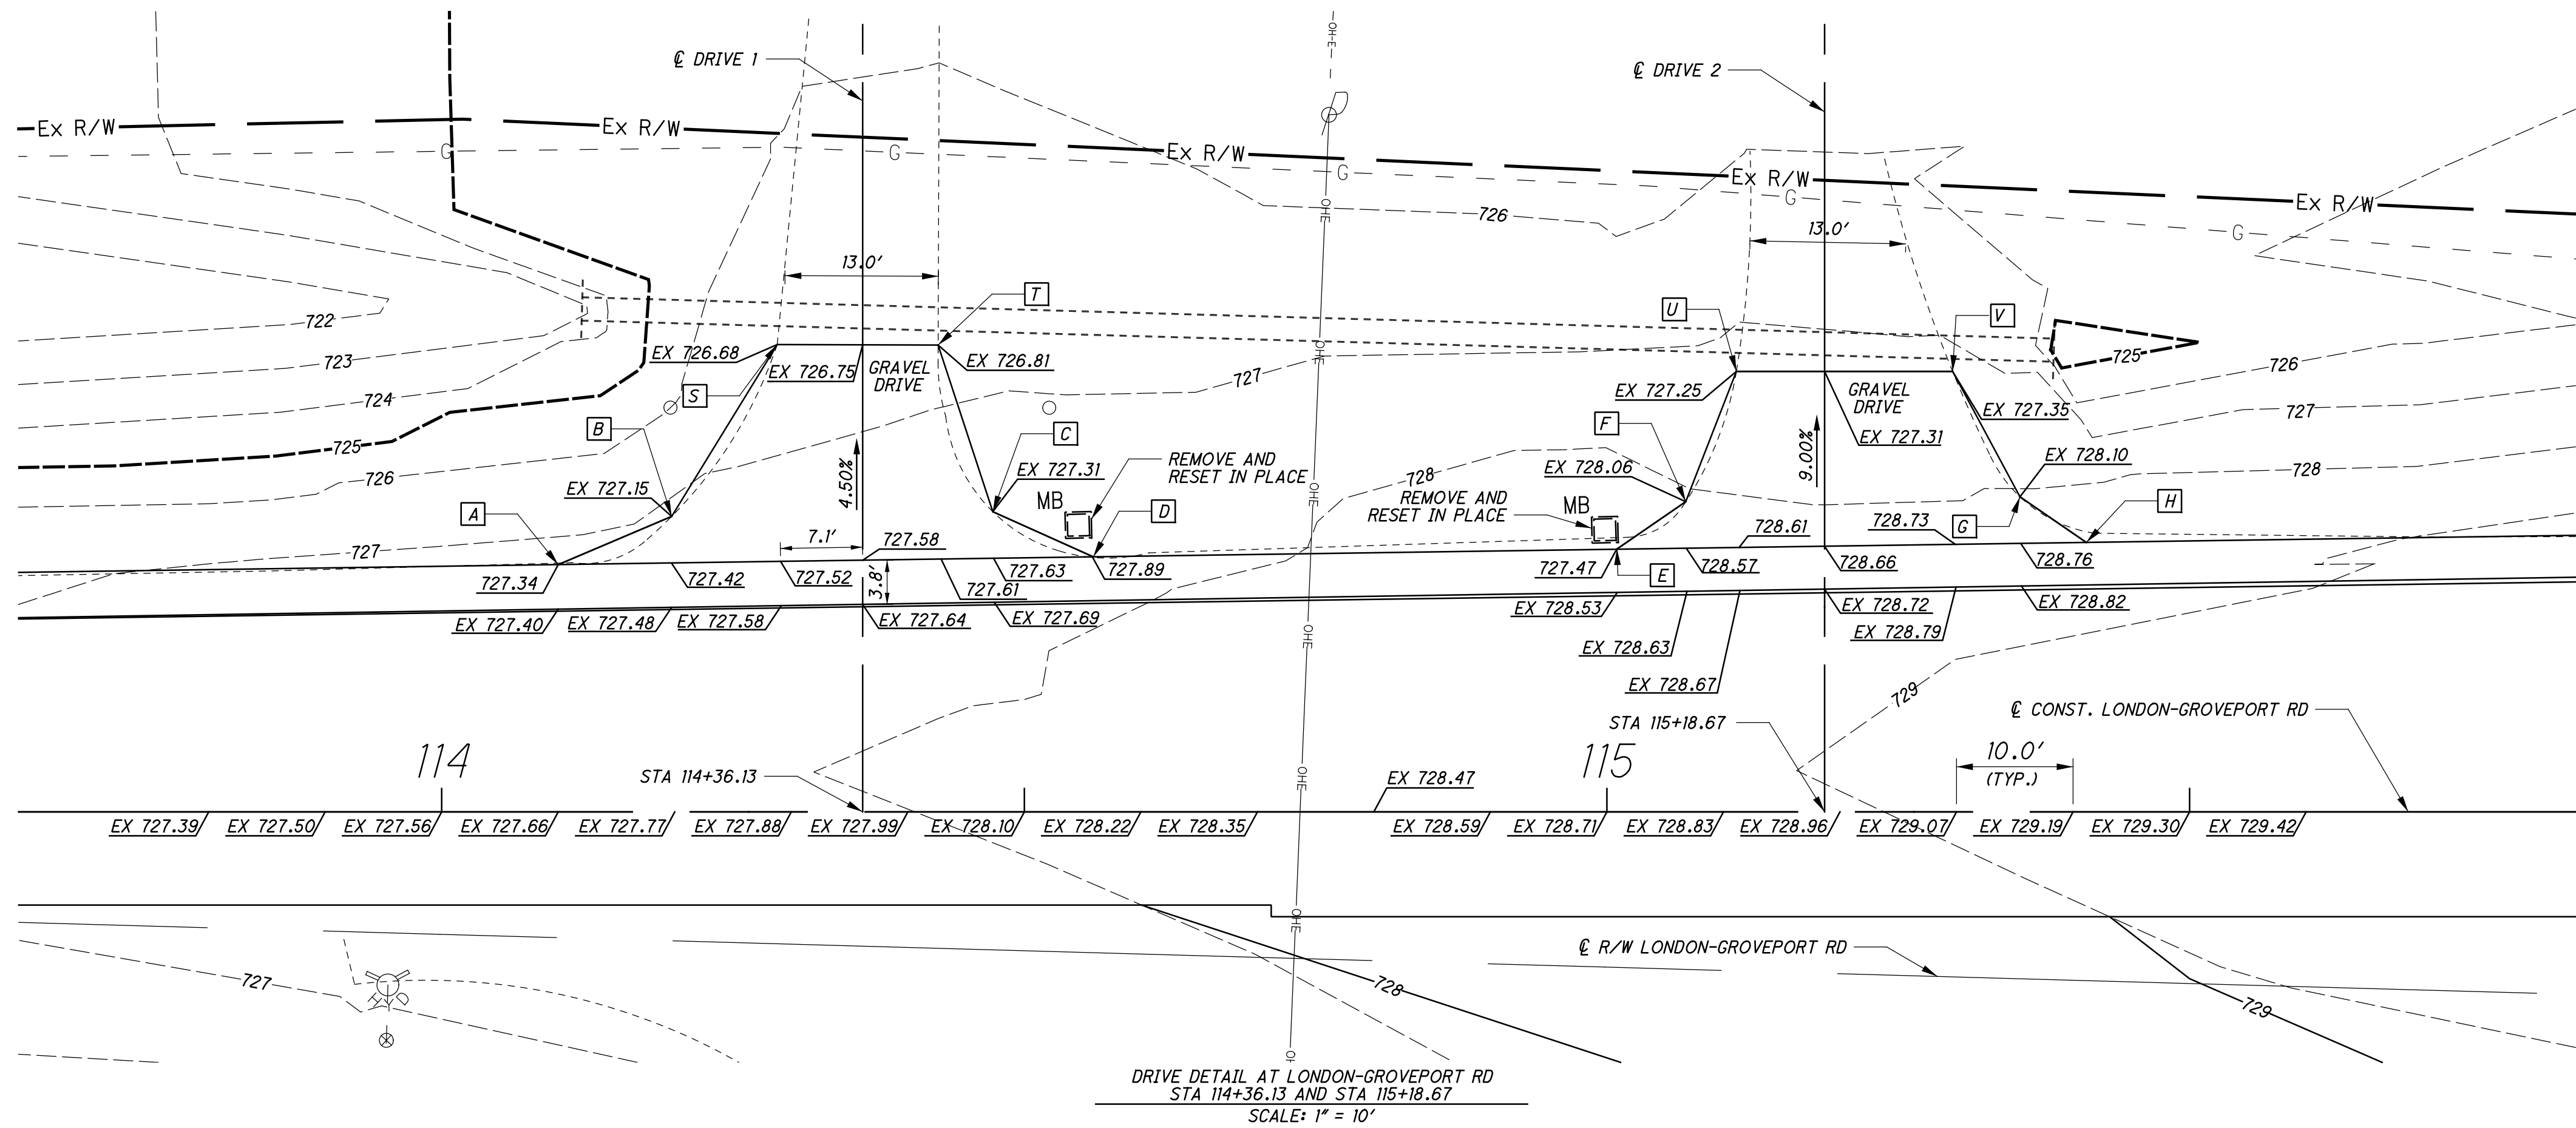 ℄ DRIVE 1
OH-E
℄ DRIVE 2
Ex R/W
Ex R/W
Ex R/W
Ex R/W
Ex R/W
G
G
G
G
G
OHE
726
13.0'
13.0'
T
U
V
722
723
724
725
726
727
EX 726.68
EX 726.75
GRAVEL
DRIVE
EX 726.81
S
B
C
727
OHE
EX 727.25
GRAVEL
DRIVE
EX 727.35
EX 727.31
725
726
727
728
F
9.00%
EX 728.10
4.50%
EX 727.31
REMOVE AND
RESET IN PLACE
MB
D
728
EX 728.06
REMOVE AND
RESET IN PLACE
MB
OHE
EX 727.15
A
H
G
7.1'
727.58
728.61
728.73
727.34
727.42
727.52
3.8'
727.61
727.63
727.89
727.47
E
728.57
728.66
728.76
EX 727.40
EX 727.48
EX 727.58
EX 727.64
EX 727.69
EX 728.53
EX 728.63
EX 728.67
EX 728.72
EX 728.79
EX 728.82
OHE
729
114
STA 114+36.13
115
STA 115+18.67
℄ CONST. LONDON-GROVEPORT RD
10.0'
(TYP.)
OHE
EX 728.47
EX 727.39
EX 727.50
EX 727.56
EX 727.66
EX 727.77
EX 727.88
EX 727.99
EX 728.10
EX 728.22
EX 728.35
EX 728.59
EX 728.71
EX 728.83
EX 728.96
EX 729.07
EX 729.19
EX 729.30
EX 729.42
OHE
℄ R/W LONDON-GROVEPORT RD
727
HYD
728
729
DRIVE DETAIL AT LONDON-GROVEPORT RD
STA 114+36.13 AND STA 115+18.67
SCALE: 1" = 10'